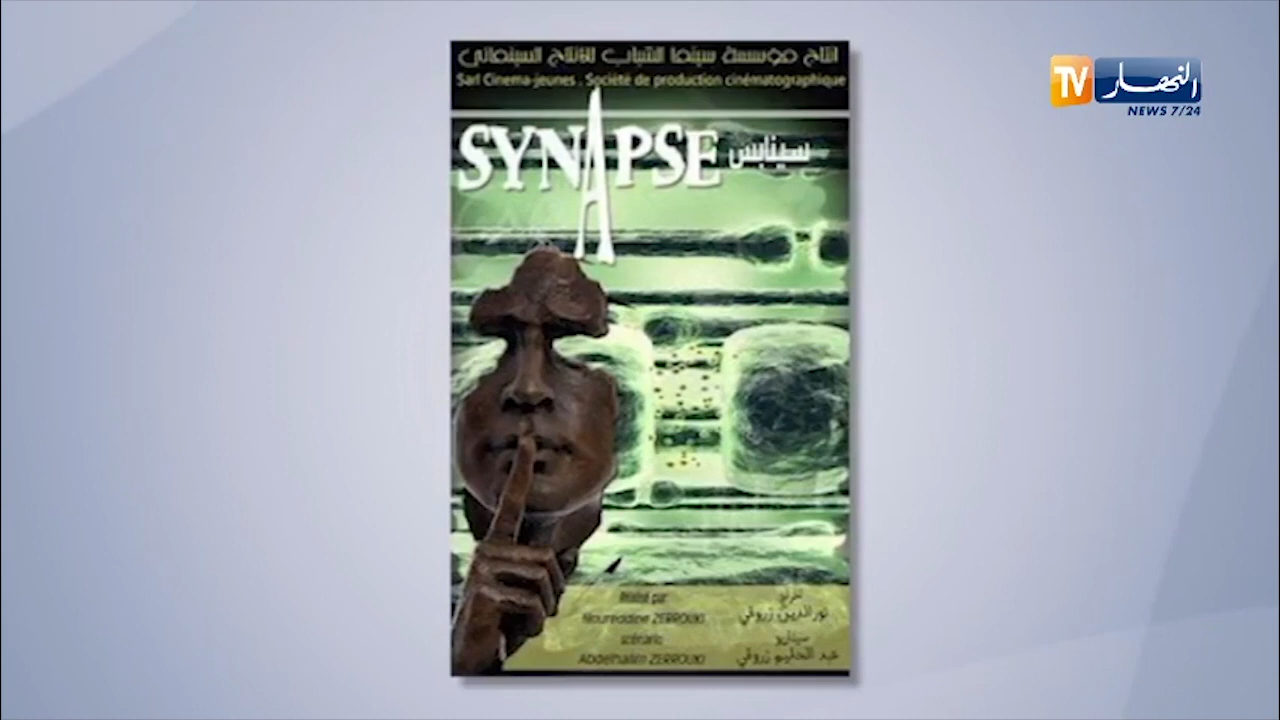 انتاج مؤسسة سينما الشباب للانتاج السينمائي
Sarl Cinema-jeunes . Société de production cinématographique
SYNAPSE سينابس
Réalisé par
Noureddine ZERROUKI
scénario
Abdelhalim ZERROUKI
نور الدين زروقي
سيناريو
عبد الحليم زروقي
TV النهار
NEWS 7/24